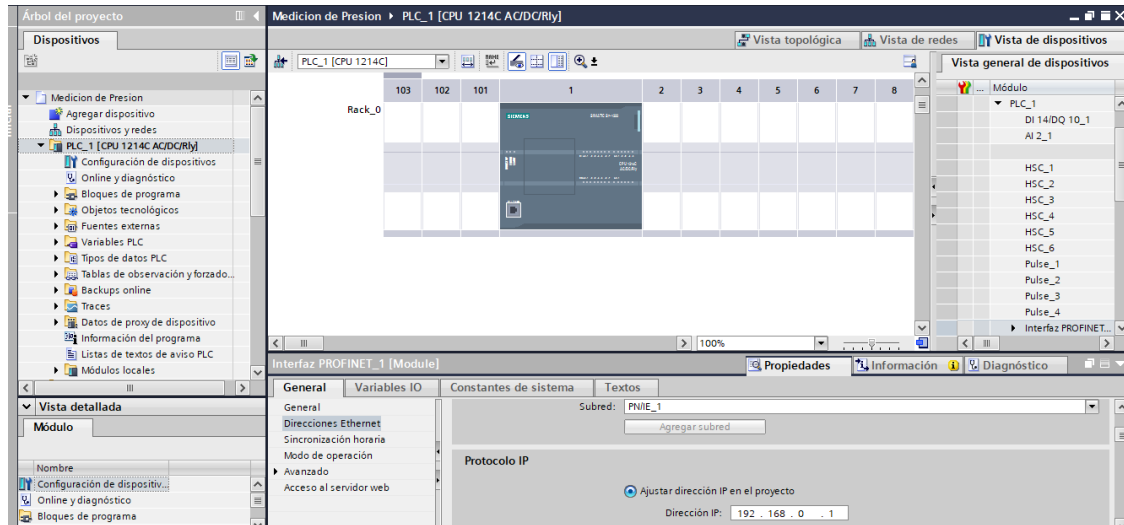 Árbol del proyecto
Dispositivos
Medicion de Presion
Agregar dispositivo
Dispositivos y redes
PLC_1 [CPU 1214C AC/DC/Rly]
Configuración de dispositivos
Online y diagnóstico
Bloques de programa
Objetos tecnológicos
Fuentes externas
Variables PLC
Tipos de datos PLC
Tablas de observación y forzado...
Backups online
Traces
Datos de proxy de dispositivo
Información del programa
Listas de textos de aviso PLC
Módulos locales
Vista detallada
Módulo
Nombre
Configuración de dispositiv...
Online y diagnóstico
Bloques de programa
Medicion de Presion PLC_1 [CPU 1214C AC/DC/Rly]
Vista topológica Vista de redes Vista de dispositivos
PLC_1 [CPU 1214C]
103 102 101 1 2 3 4 5 6 7 8
Rack_0
SIEMENS
100%
Vista general de dispositivos
... Módulo
PLC_1
DI 14/DQ 10_1
AI 2_1
HSC_1
HSC_2
HSC_3
HSC_4
HSC_5
HSC_6
Pulse_1
Pulse_2
Pulse_3
Pulse_4
Interfaz PROFINET...
Interfaz PROFINET_1 [Module]
Propiedades Información Diagnóstico
General Variables IO Constantes de sistema Textos
General
Direcciones Ethernet
Sincronización horaria
Modo de operación
Avanzado
Acceso al servidor web
Subred: PN/IE_1
Agregar subred
Protocolo IP
Ajustar dirección IP en el proyecto
Dirección IP: 192 . 168 . 0 . 1